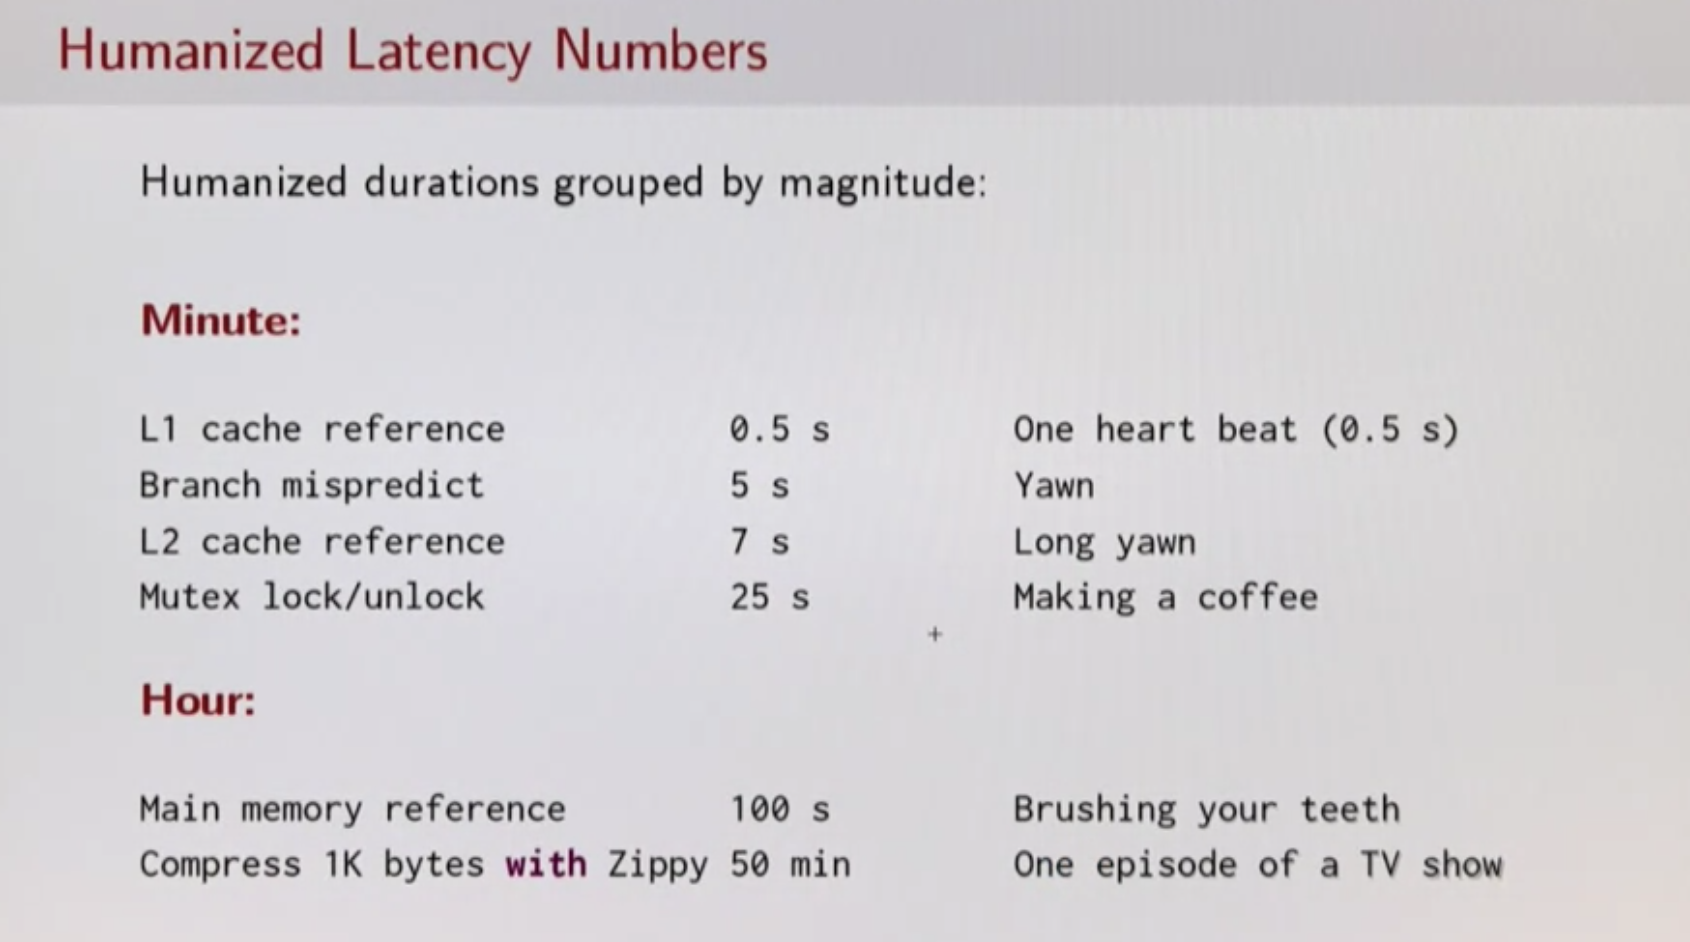 Humanized Latency Numbers
Humanized durations grouped by magnitude:
Minute:
L1 cache reference 0.5 s One heart beat (0.5 s)
Branch mispredict 5 s Yawn
L2 cache reference 7 s Long yawn
Mutex lock/unlock 25 s Making a coffee
Hour:
Main memory reference 100 s Brushing your teeth
Compress 1K bytes with Zippy 50 min One episode of a TV show